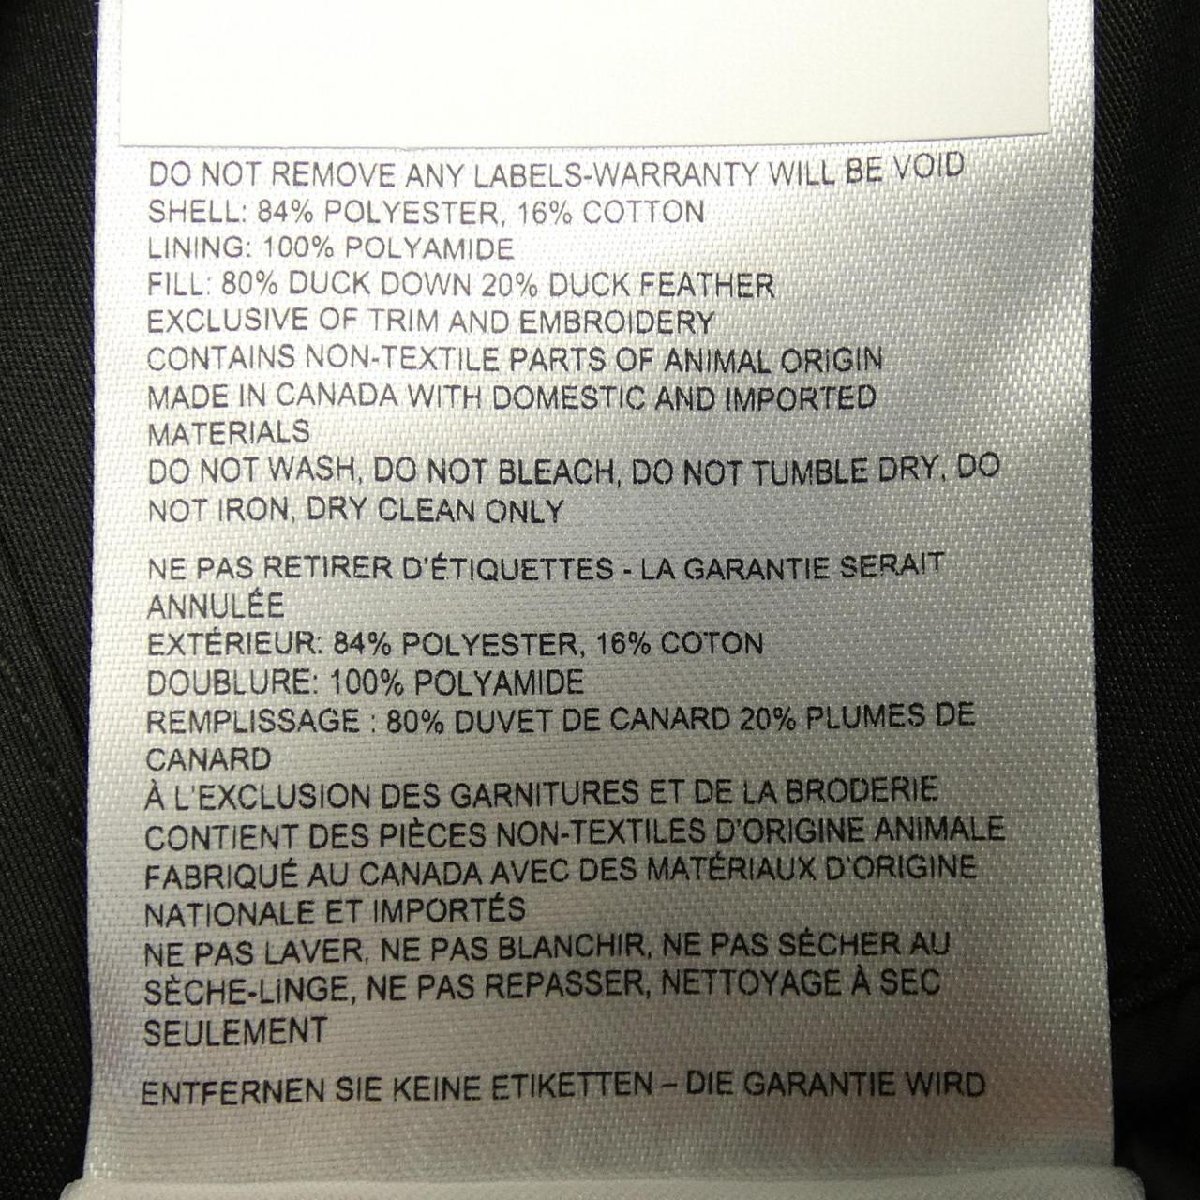 DO NOT REMOVE ANY LABELS-WARRANTY WILL BE VOID
SHELL: 84% POLYESTER, 16% COTTON
LINING: 100% POLYAMIDE
FILL: 80% DUCK DOWN 20% DUCK FEATHER
EXCLUSIVE OF TRIM AND EMBROIDERY
CONTAINS NON-TEXTILE PARTS OF ANIMAL ORIGIN
MADE IN CANADA WITH DOMESTIC AND IMPORTED
MATERIALS
DO NOT WASH, DO NOT BLEACH, DO NOT TUMBLE DRY, DO
NOT IRON, DRY CLEAN ONLY
NE PAS RETIRER D'ÉTIQUETTES - LA GARANTIE SERAIT
ANNULÉE
EXTÉRIEUR: 84% POLYESTER, 16% COTON
DOUBLURE: 100% POLYAMIDE
REMPLISSAGE : 80% DUVET DE CANARD 20% PLUMES DE
CANARD
À L'EXCLUSION DES GARNITURES ET DE LA BRODERIE
CONTIENT DES PIÈCES NON-TEXTILES D'ORIGINE ANIMALE
FABRIQUÉ AU CANADA AVEC DES MATÉRIAUX D'ORIGINE
NATIONALE ET IMPORTÉS
NE PAS LAVER, NE PAS BLANCHIR, NE PAS SÉCHER AU
SÈCHE-LINGE, NE PAS REPASSER, NETTOYAGE À SEC
SEULEMENT
ENTFERNEN SIE KEINE ETIKETTEN – DIE GARANTIE WIRD